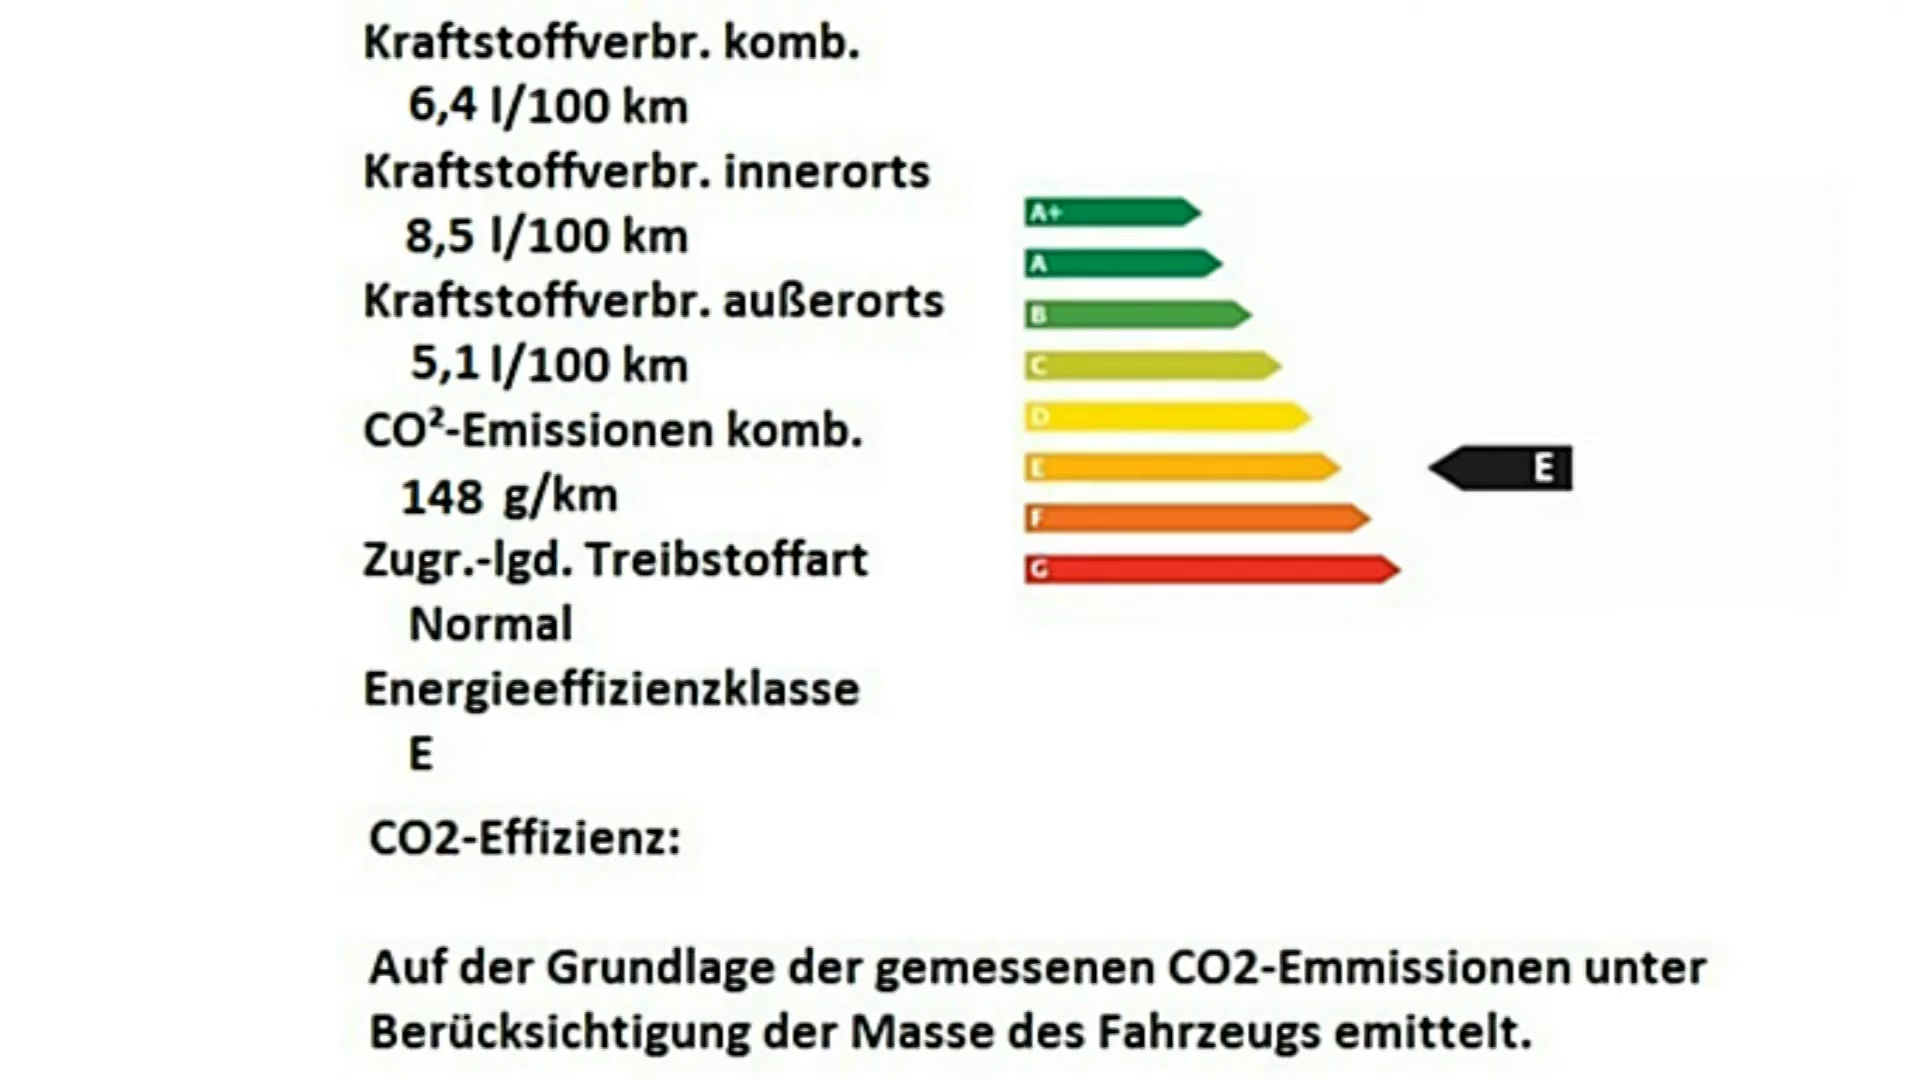 Kraftstoffverbr. komb.
6,4 l/100 km
Kraftstoffverbr. innerorts
8,5 l/100 km
Kraftstoffverbr. außerorts
5,1 l/100 km
CO²-Emissionen komb.
148 g/km
Zugr.-lgd. Treibstoffart
Normal
Energieeffizienzklasse
E
CO2-Effizienz:
Auf der Grundlage der gemessenen CO2-Emmissionen unter
Berücksichtigung der Masse des Fahrzeugs emittelt.
A+
A
B
C
D
E
E
F
G